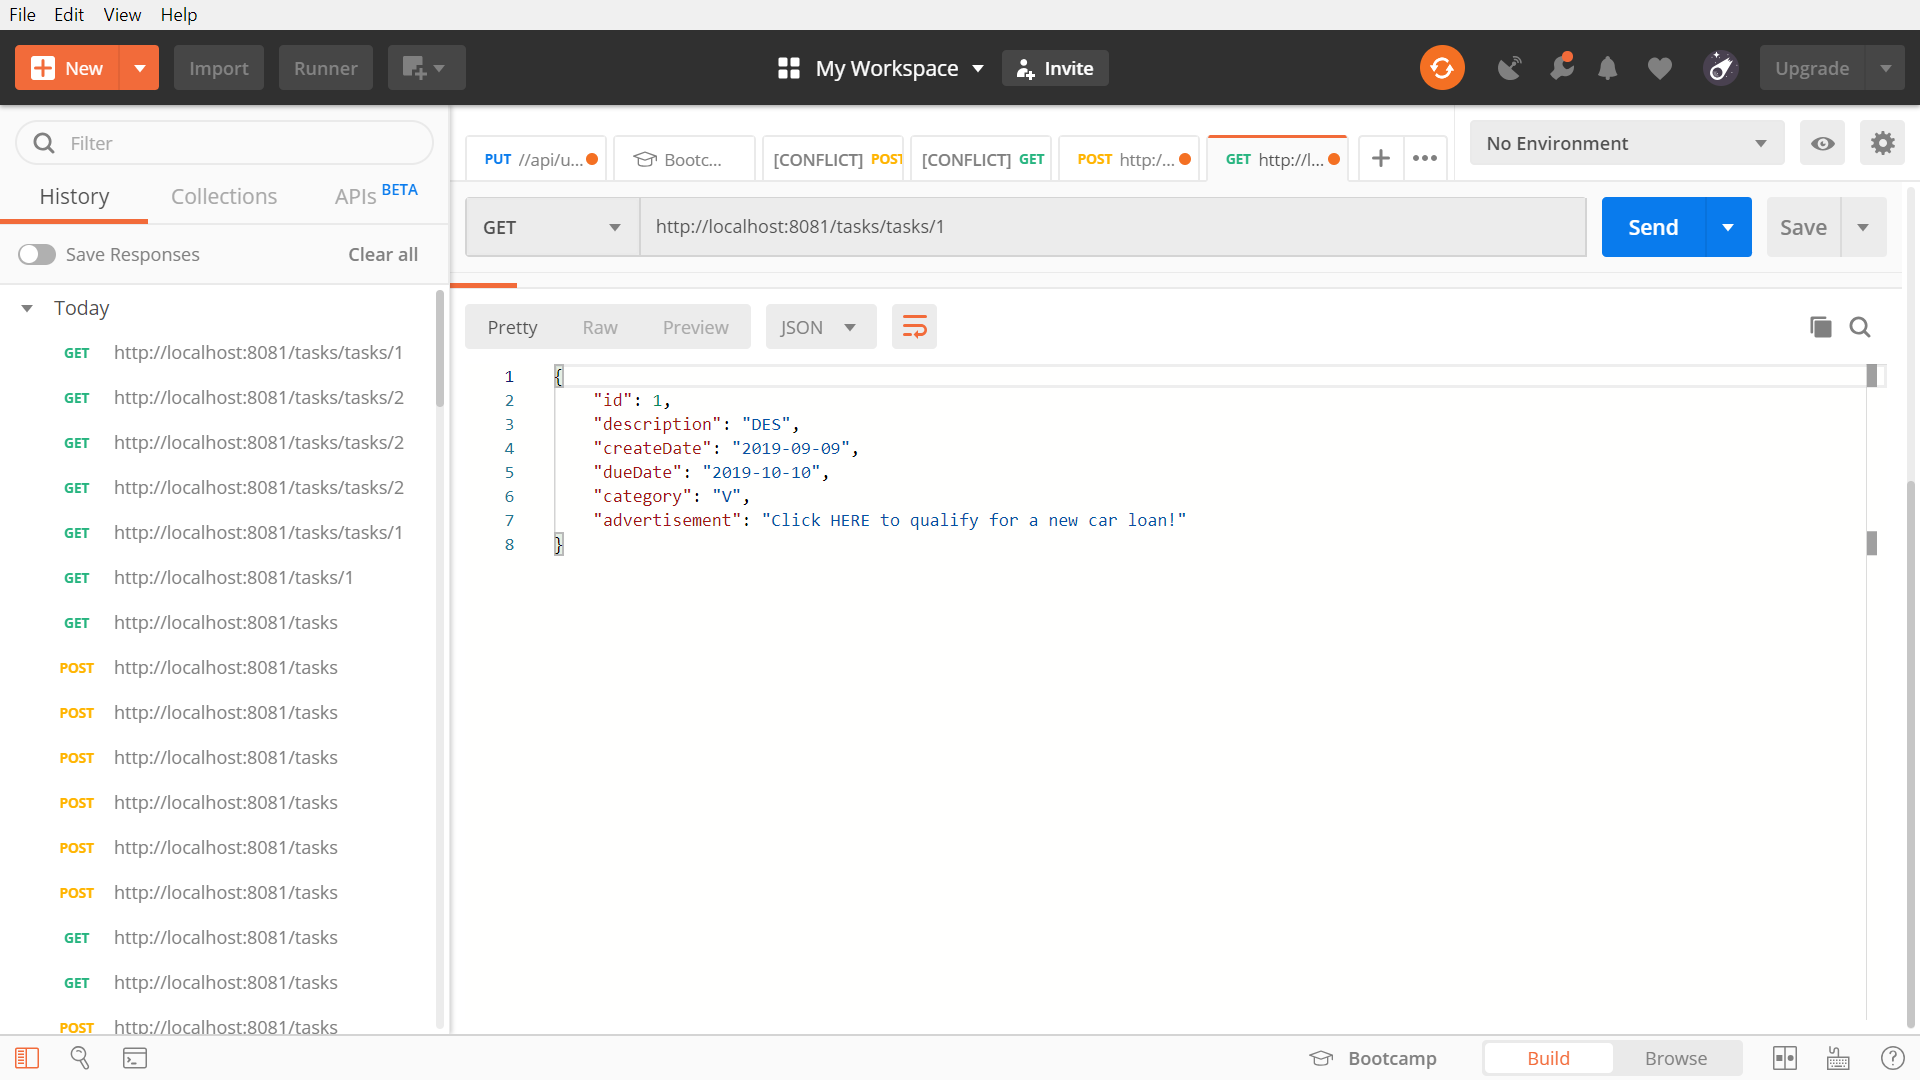 File Edit View Help
New Import Runner My Workspace Invite Upgrade
Filter
History Collections APIs BETA
Save Responses Clear all
Today
GET http://localhost:8081/tasks/tasks/1
GET http://localhost:8081/tasks/tasks/2
GET http://localhost:8081/tasks/tasks/2
GET http://localhost:8081/tasks/tasks/2
GET http://localhost:8081/tasks/tasks/1
GET http://localhost:8081/tasks/1
GET http://localhost:8081/tasks
POST http://localhost:8081/tasks
POST http://localhost:8081/tasks
POST http://localhost:8081/tasks
POST http://localhost:8081/tasks
POST http://localhost:8081/tasks
POST http://localhost:8081/tasks
GET http://localhost:8081/tasks
GET http://localhost:8081/tasks
POST http://localhost:8081/tasks
PUT //api/u... Bootc... [CONFLICT] POST [CONFLICT] GET POST http:/... GET http://l... + •••
No Environment
GET http://localhost:8081/tasks/tasks/1 Send Save
Pretty Raw Preview JSON
1 {
2 "id": 1,
3 "description": "DES",
4 "createDate": "2019-09-09",
5 "dueDate": "2019-10-10",
6 "category": "V",
7 "advertisement": "Click HERE to qualify for a new car loan!"
8 }
Bootcamp Build Browse